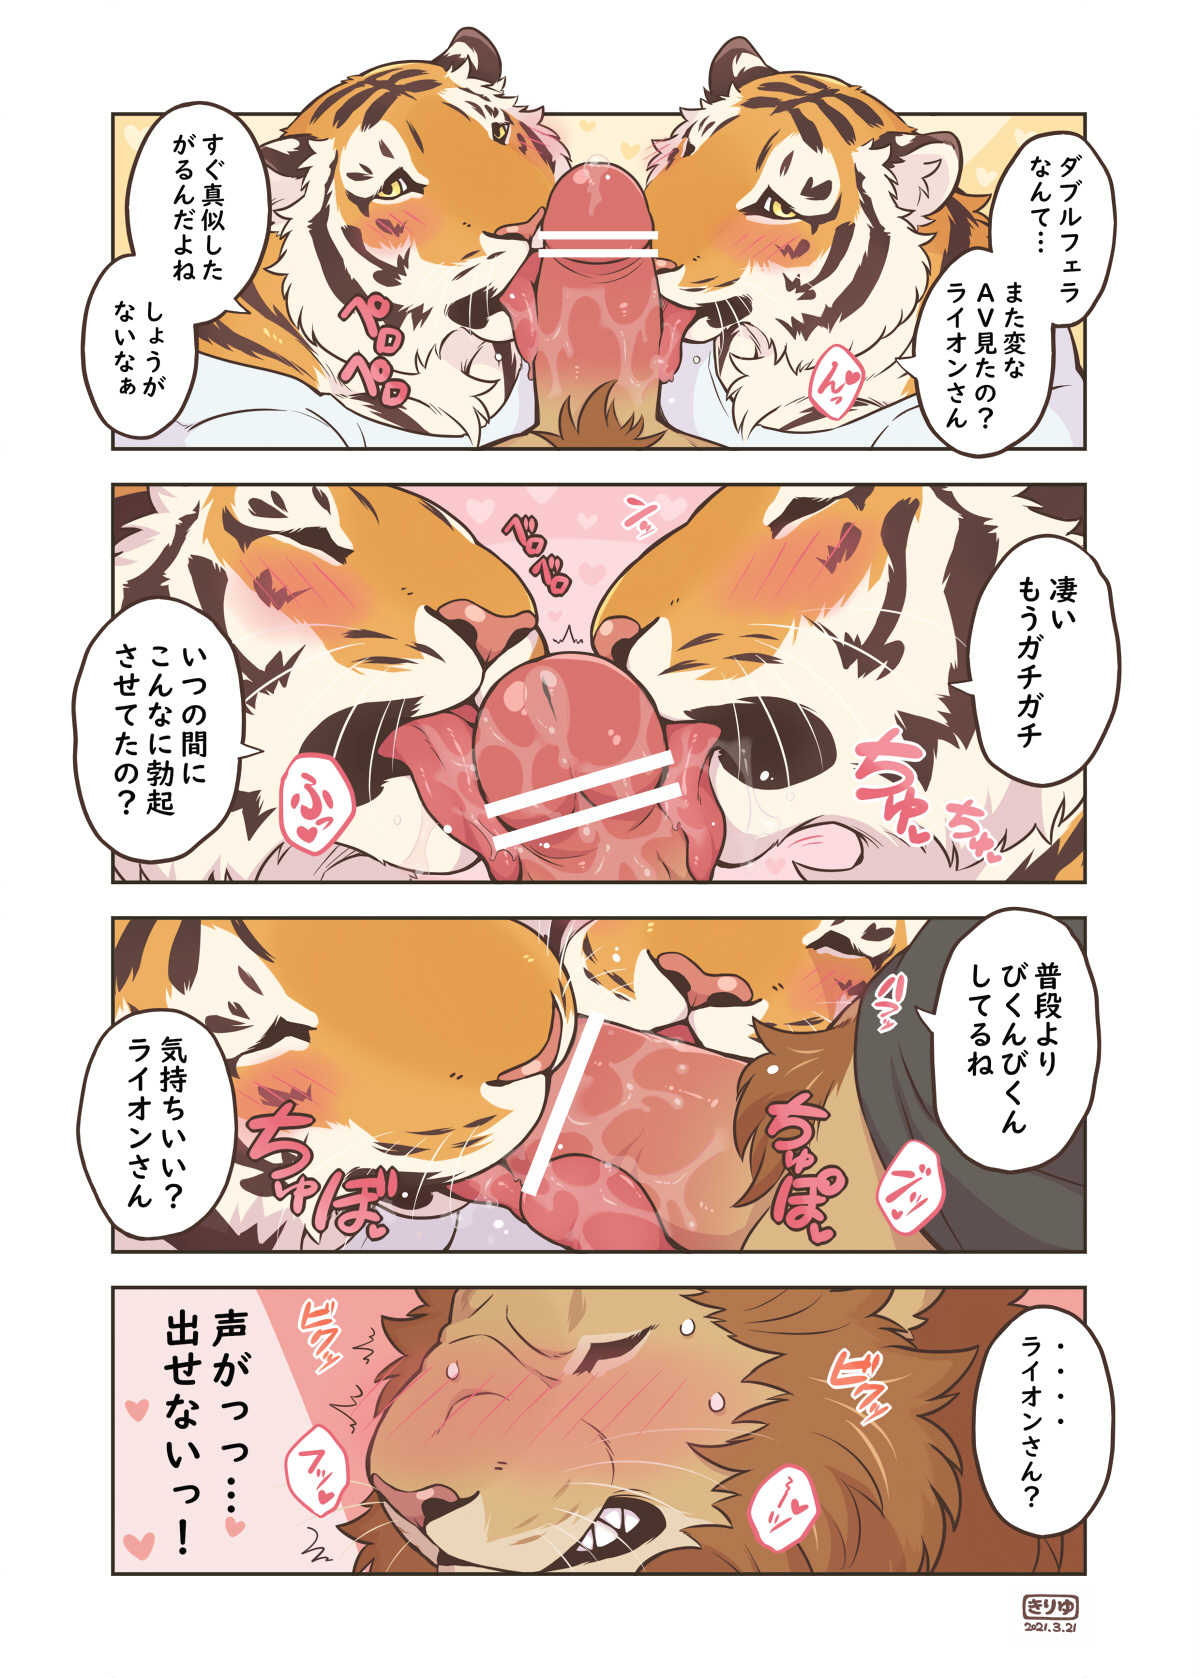 ダブルフェラ
なんて…
また変な
AV見たの？
ライオンさん
んっ
すぐ真似した
がるんだよね
しょうが
ないなぁ
ペロ
ペロ
凄い
もうガチガチ
べロ
べロ
ちゅ
ちゅ
いつの間に
こんなに勃起
させてたの？
ふっ
普段より
びくんびくん
してるね
ちゅぽ
ちゅぼ
気持ちいい？
ライオンさん
・・・・
ライオンさん？
ビクッ
ビクッ
フッ
声がっっ…
出せないっ！
きりゆ
2021.3.21